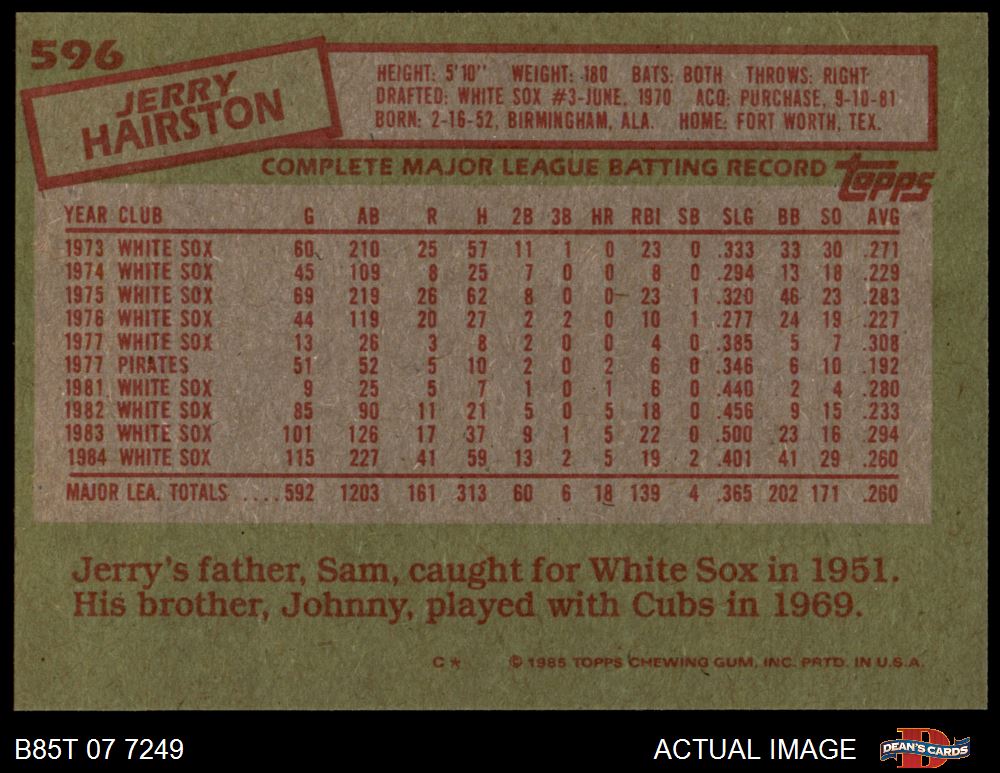 596
JERRY
HAIRSTON
HEIGHT: 5'10" WEIGHT: 180 BATS: BOTH THROWS: RIGHT
DRAFTED: WHITE SOX #3-JUNE, 1970 ACQ: PURCHASE, 9-10-81
BORN: 2-16-52, BIRMINGHAM, ALA. HOME: FORT WORTH, TEX.
COMPLETE MAJOR LEAGUE BATTING RECORD topps
YEAR CLUB G AB R H 2B 3B HR RBI SB SLG BB SO AVG
1973 WHITE SOX 60 210 25 57 11 1 0 23 0 .333 33 30 .271
1974 WHITE SOX 45 109 8 25 7 0 0 8 0 .294 13 18 .229
1975 WHITE SOX 69 219 26 62 8 0 0 23 1 .320 46 23 .283
1976 WHITE SOX 44 119 20 27 2 2 0 10 1 .277 24 19 .227
1977 WHITE SOX 13 26 3 8 2 0 0 4 0 .385 5 7 .308
1977 PIRATES 51 52 5 10 2 0 2 6 0 .346 6 10 .192
1981 WHITE SOX 9 25 5 7 1 0 1 6 0 .440 2 4 .280
1982 WHITE SOX 85 90 11 21 5 0 5 18 0 .456 9 15 .233
1983 WHITE SOX 101 126 17 37 9 1 5 22 0 .500 23 16 .294
1984 WHITE SOX 115 227 41 59 13 2 5 19 2 .401 41 29 .260
MAJOR LEA. TOTALS ....592 1203 161 313 60 6 18 139 4 .365 202 171 .260
Jerry's father, Sam, caught for White Sox in 1951.
His brother, Johnny, played with Cubs in 1969.
C* © 1985 TOPPS CHEWING GUM, INC. PRTD. IN U.S.A.
B85T 07 7249 ACTUAL IMAGE DEAN'S CARDS